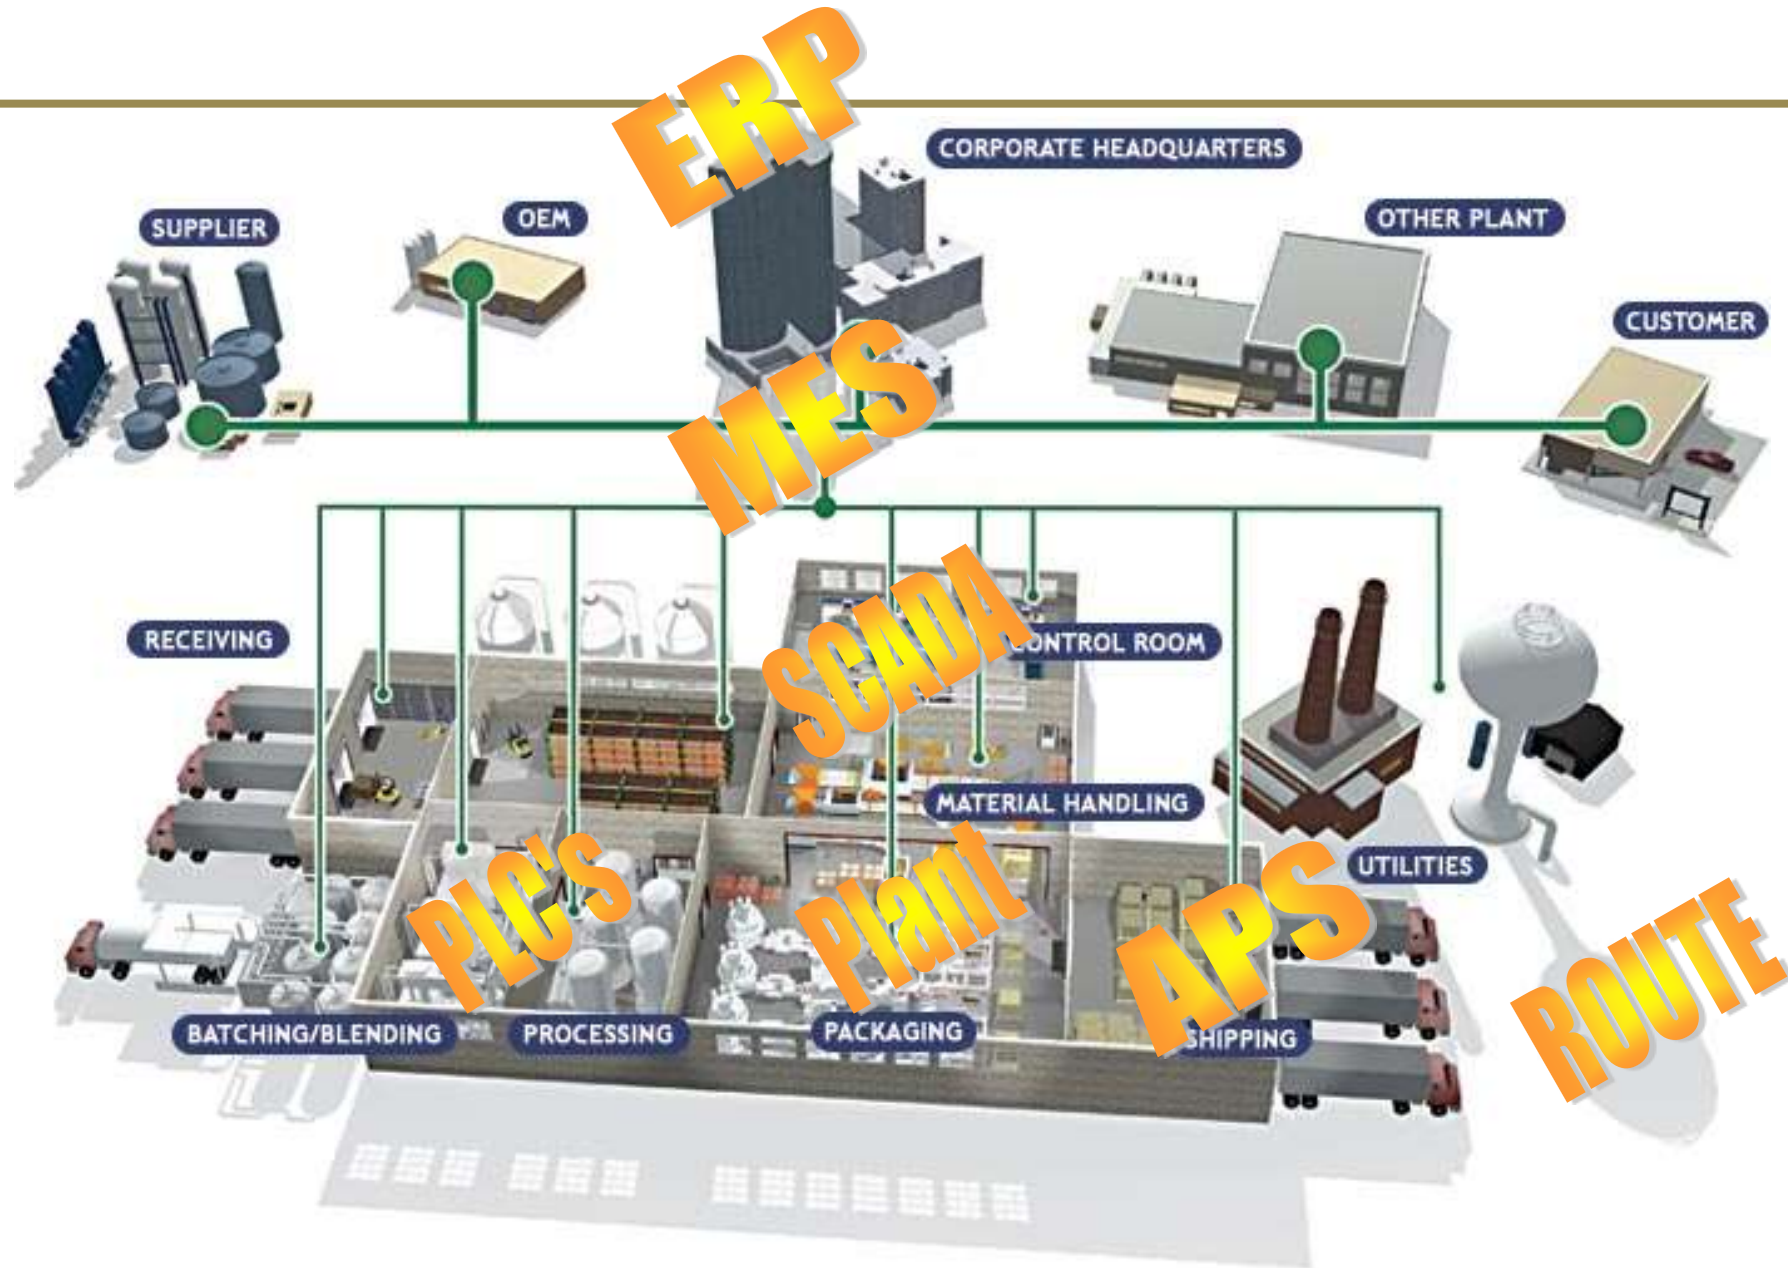 ERP
CORPORATE HEADQUARTERS
SUPPLIER
OEM
OTHER PLANT
CUSTOMER
MES
SCADA
RECEIVING
CONTROL ROOM
MATERIAL HANDLING
PLC's
Plant
APS
UTILITIES
ROUTE
BATCHING/BLENDING
PROCESSING
PACKAGING
SHIPPING